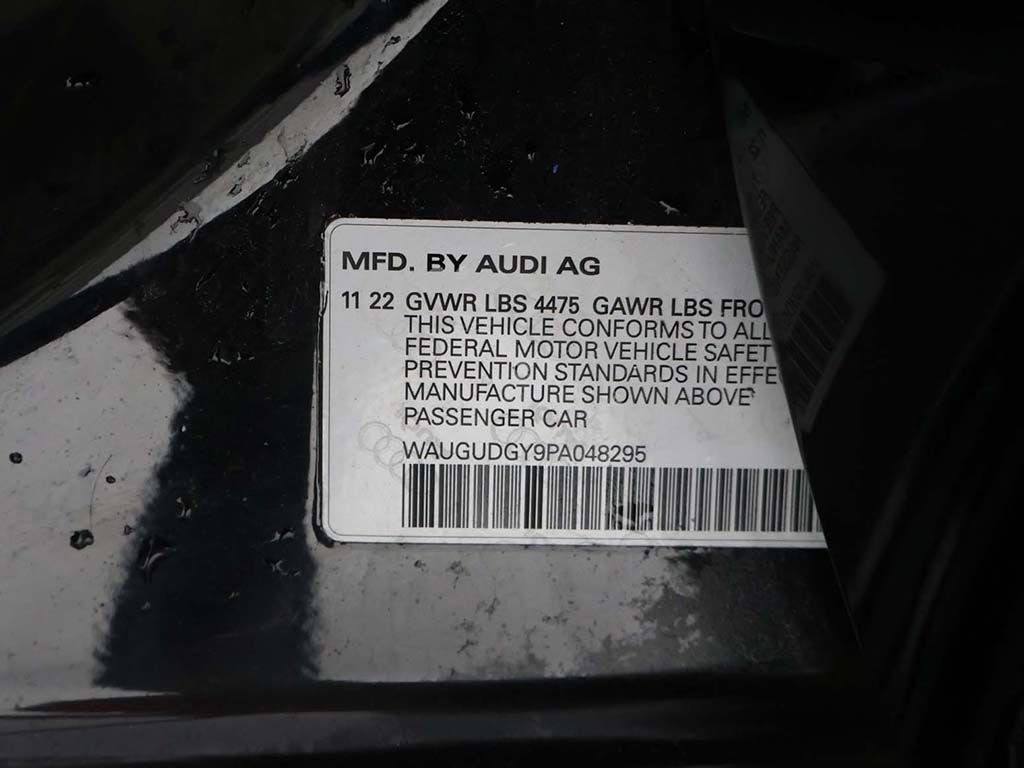 MFD. BY AUDI AG
11 22 GVWR LBS 4475 GAWR LBS FRO
THIS VEHICLE CONFORMS TO ALL
FEDERAL MOTOR VEHICLE SAFET
PREVENTION STANDARDS IN EFFE
MANUFACTURE SHOWN ABOVE
PASSENGER CAR
WAUGUDGY9PA048295